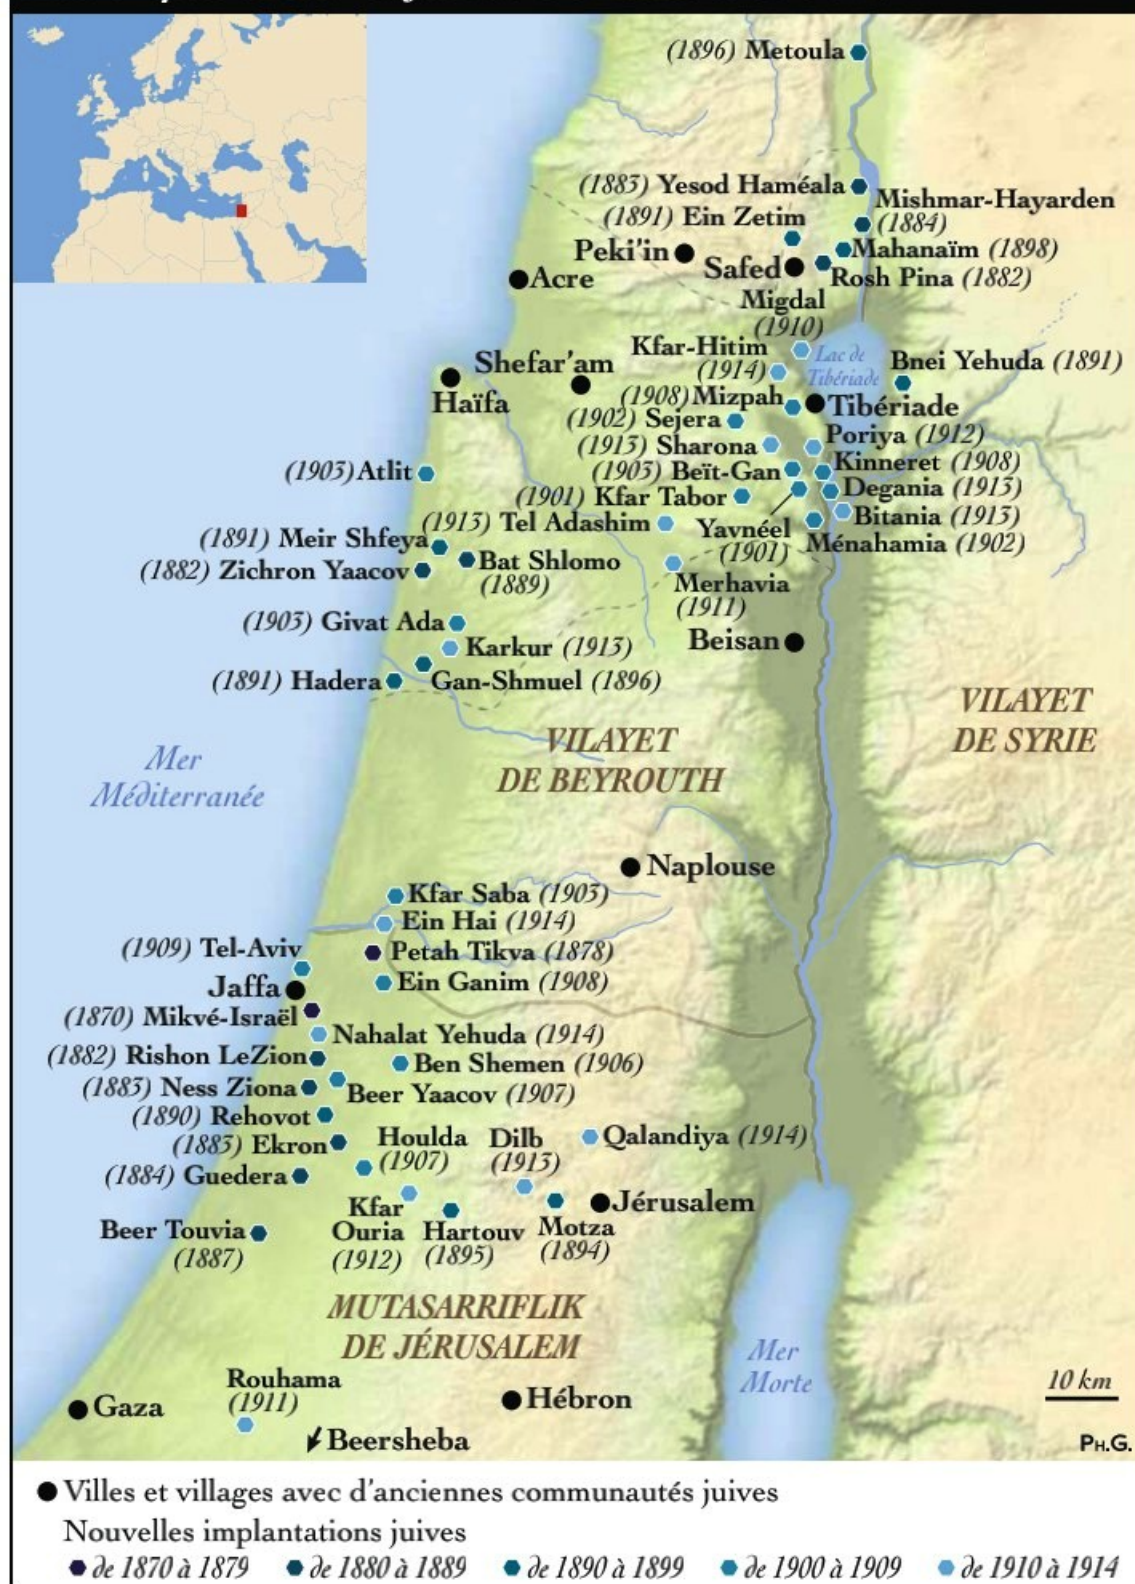 (1896) Metoula
(1883) Yesod Haméala
Mishmar-Hayarden
(1884)
(1891) Ein Zetim
Peki'in
Mahanaïm (1898)
Safed
Rosh Pina (1882)
Acre
Migdal
(1910)
Kfar-Hitim
(1914)
Lac de
Tibériade
Bnei Yehuda (1891)
Shefar'am
Haïfa
(1908) Mizpah
Tibériade
(1902) Sejera
Poriya (1912)
(1913) Sharona
Kinneret (1908)
(1903) Atlit
(1903) Beït-Gan
Degania (1913)
(1901) Kfar Tabor
Bitania (1913)
(1913) Tel Adashim
Yavnéel
(1901)
Ménahamia (1902)
(1891) Meir Shfeya
Bat Shlomo
(1889)
(1882) Zichron Yaacov
Merhavia
(1911)
(1903) Givat Ada
Beisan
Karkur (1913)
(1891) Hadera
Gan-Shmuel (1896)
VILAYET
DE SYRIE
VILAYET
DE BEYROUTH
Mer
Méditerranée
Naplouse
Kfar Saba (1903)
Ein Hai (1914)
(1909) Tel-Aviv
Petah Tikva (1878)
Jaffa
Ein Ganim (1908)
(1870) Mikvé-Israël
Nahalat Yehuda (1914)
(1882) Rishon LeZion
Ben Shemen (1906)
(1883) Ness Ziona
Beer Yaacov (1907)
(1890) Rehovot
(1883) Ekron
Houlda
(1907)
Dilb
(1913)
Qalandiya (1914)
(1884) Guedera
Jérusalem
Kfar
Ouria
(1912)
Hartouv
(1895)
Motza
(1894)
Beer Touvia
(1887)
MUTASARRIFLIK
DE JÉRUSALEM
Mer
Morte
Rouhama
(1911)
10 km
Gaza
Hébron
Beersheba
PH.G.
Villes et villages avec d'anciennes communautés juives
Nouvelles implantations juives
de 1870 à 1879 de 1880 à 1889 de 1890 à 1899 de 1900 à 1909 de 1910 à 1914